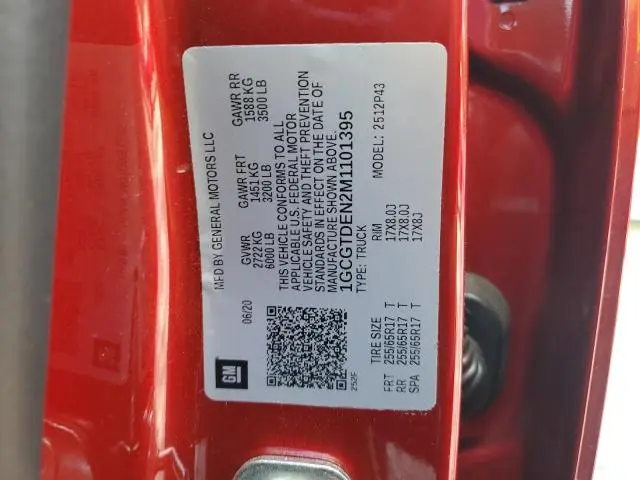 MFD BY GENERAL MOTORS LLC
06/20
GVWR
2722 KG
6000 LB
GAWR FRT
1451 KG
3200 LB
GAWR RR
1588 KG
3500 LB
THIS VEHICLE CONFORMS TO ALL
APPLICABLE U.S. FEDERAL MOTOR
VEHICLE SAFETY AND THEFT PREVENTION
STANDARDS IN EFFECT ON THE DATE OF
MANUFACTURE SHOWN ABOVE.
1GCGTDEN2M1101395
TYPE: TRUCK
MODEL: 2512P43
GM
252F
TIRE SIZE RIM
FRT 255/65R17 T 17X8.0J
RR 255/65R17 T 17X8.0J
SPA 255/65R17 T 17X8J